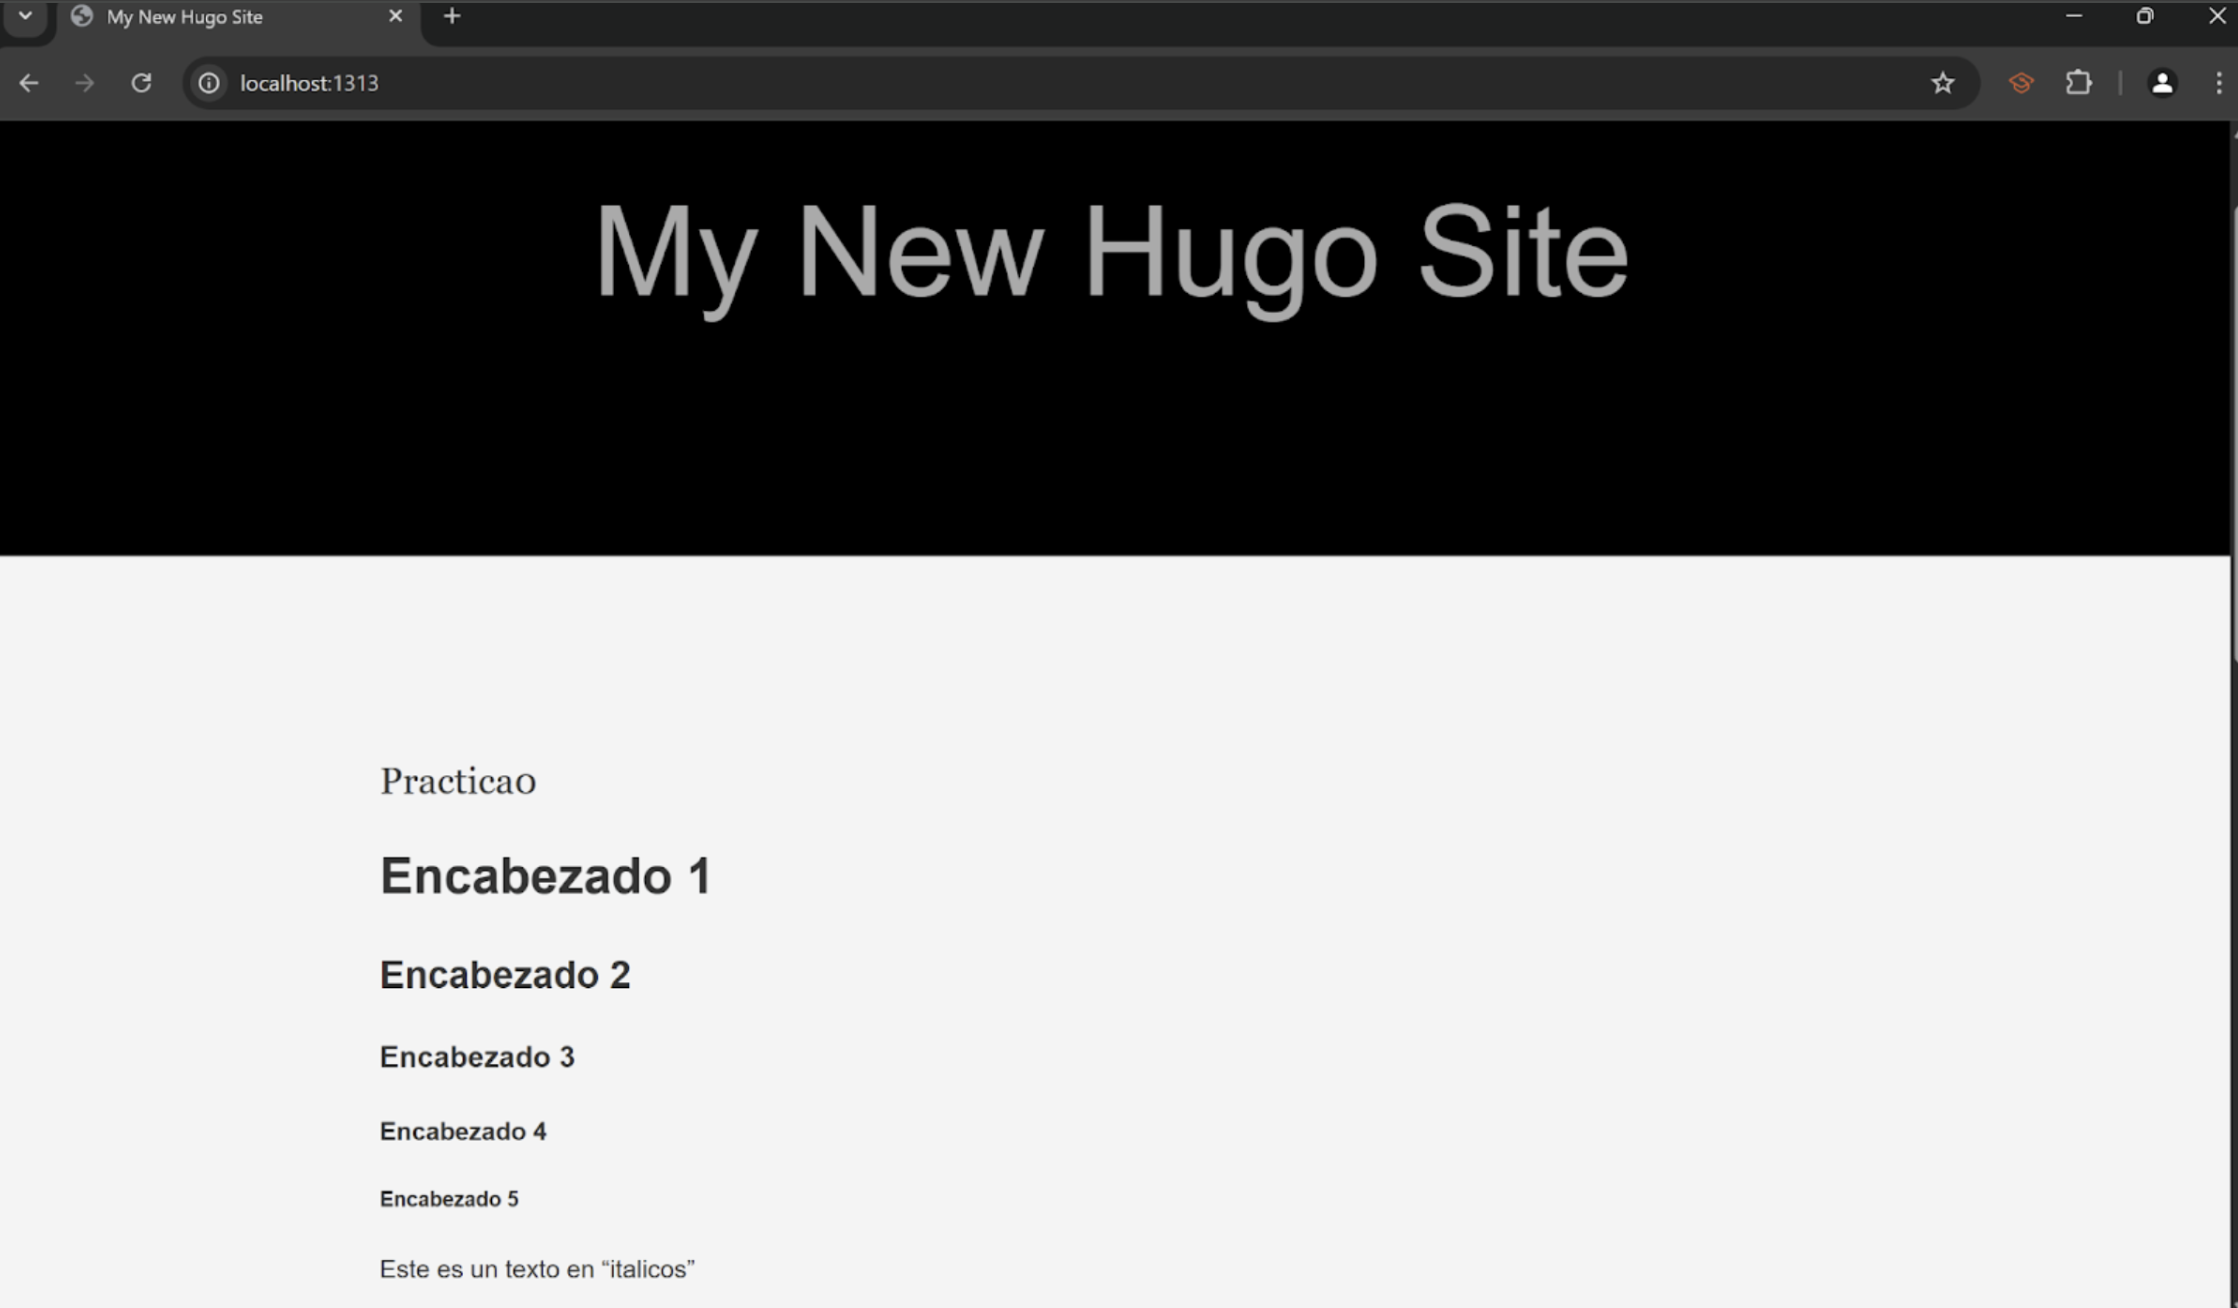 My New Hugo Site
localhost:1313
My New Hugo Site
Practica0
Encabezado 1
Encabezado 2
Encabezado 3
Encabezado 4
Encabezado 5
Este es un texto en “italicos”